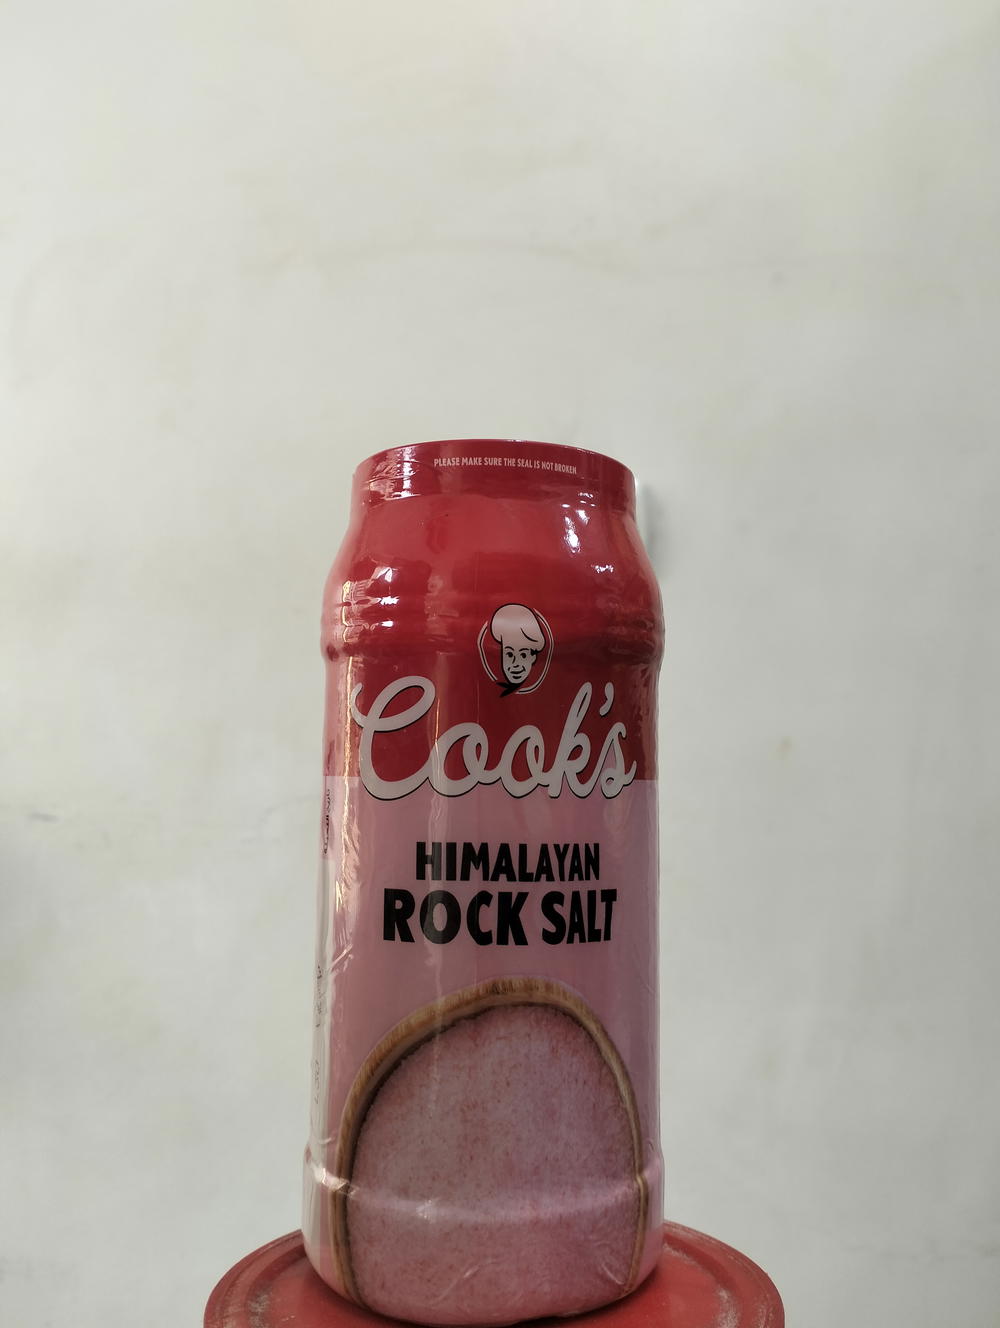 PLEASE MAKE SURE THE SEAL IS NOT BROKEN
Cook's
HIMALAYAN
ROCK SALT